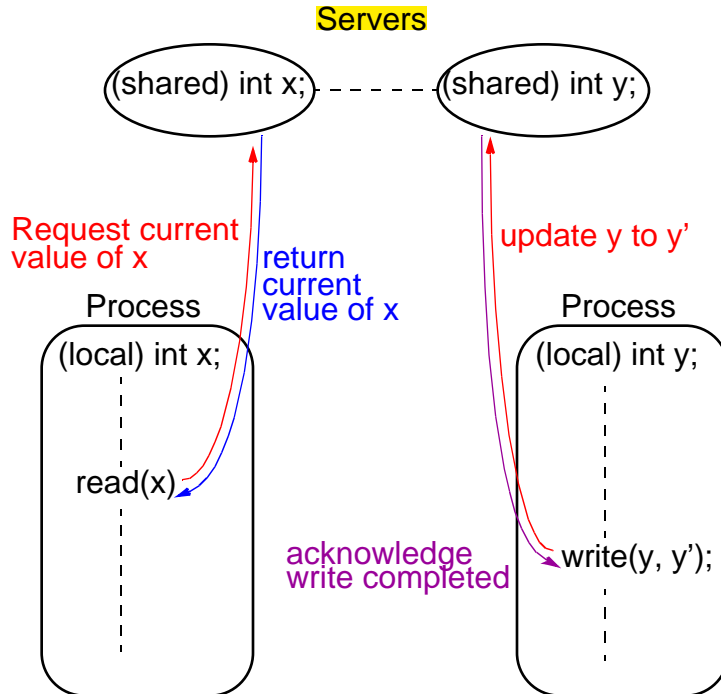 Servers
(shared) int x;
(shared) int y;
Request current
value of x
return
current
value of x
update y to y’
Process
(local) int x;
read(x)
Process
(local) int y;
acknowledge
write completed
write(y, y’);